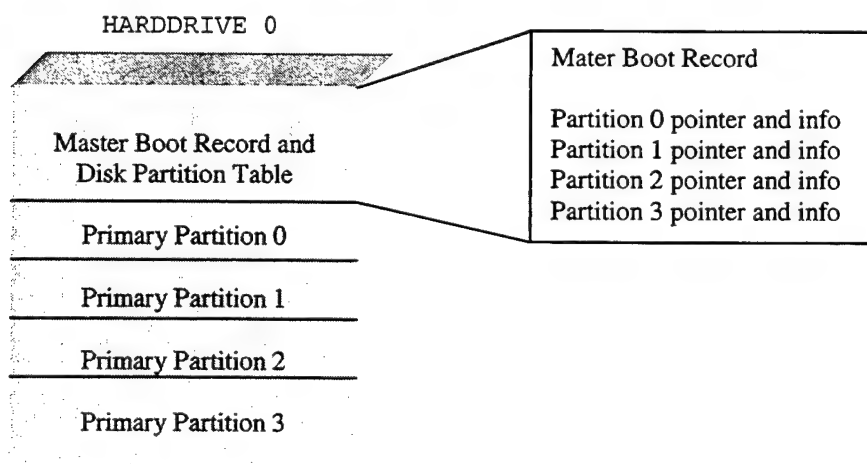 HARDDRIVE 0
Master Boot Record and
Disk Partition Table
Primary Partition 0
Primary Partition 1
Primary Partition 2
Primary Partition 3
Mater Boot Record
Partition 0 pointer and info
Partition 1 pointer and info
Partition 2 pointer and info
Partition 3 pointer and info